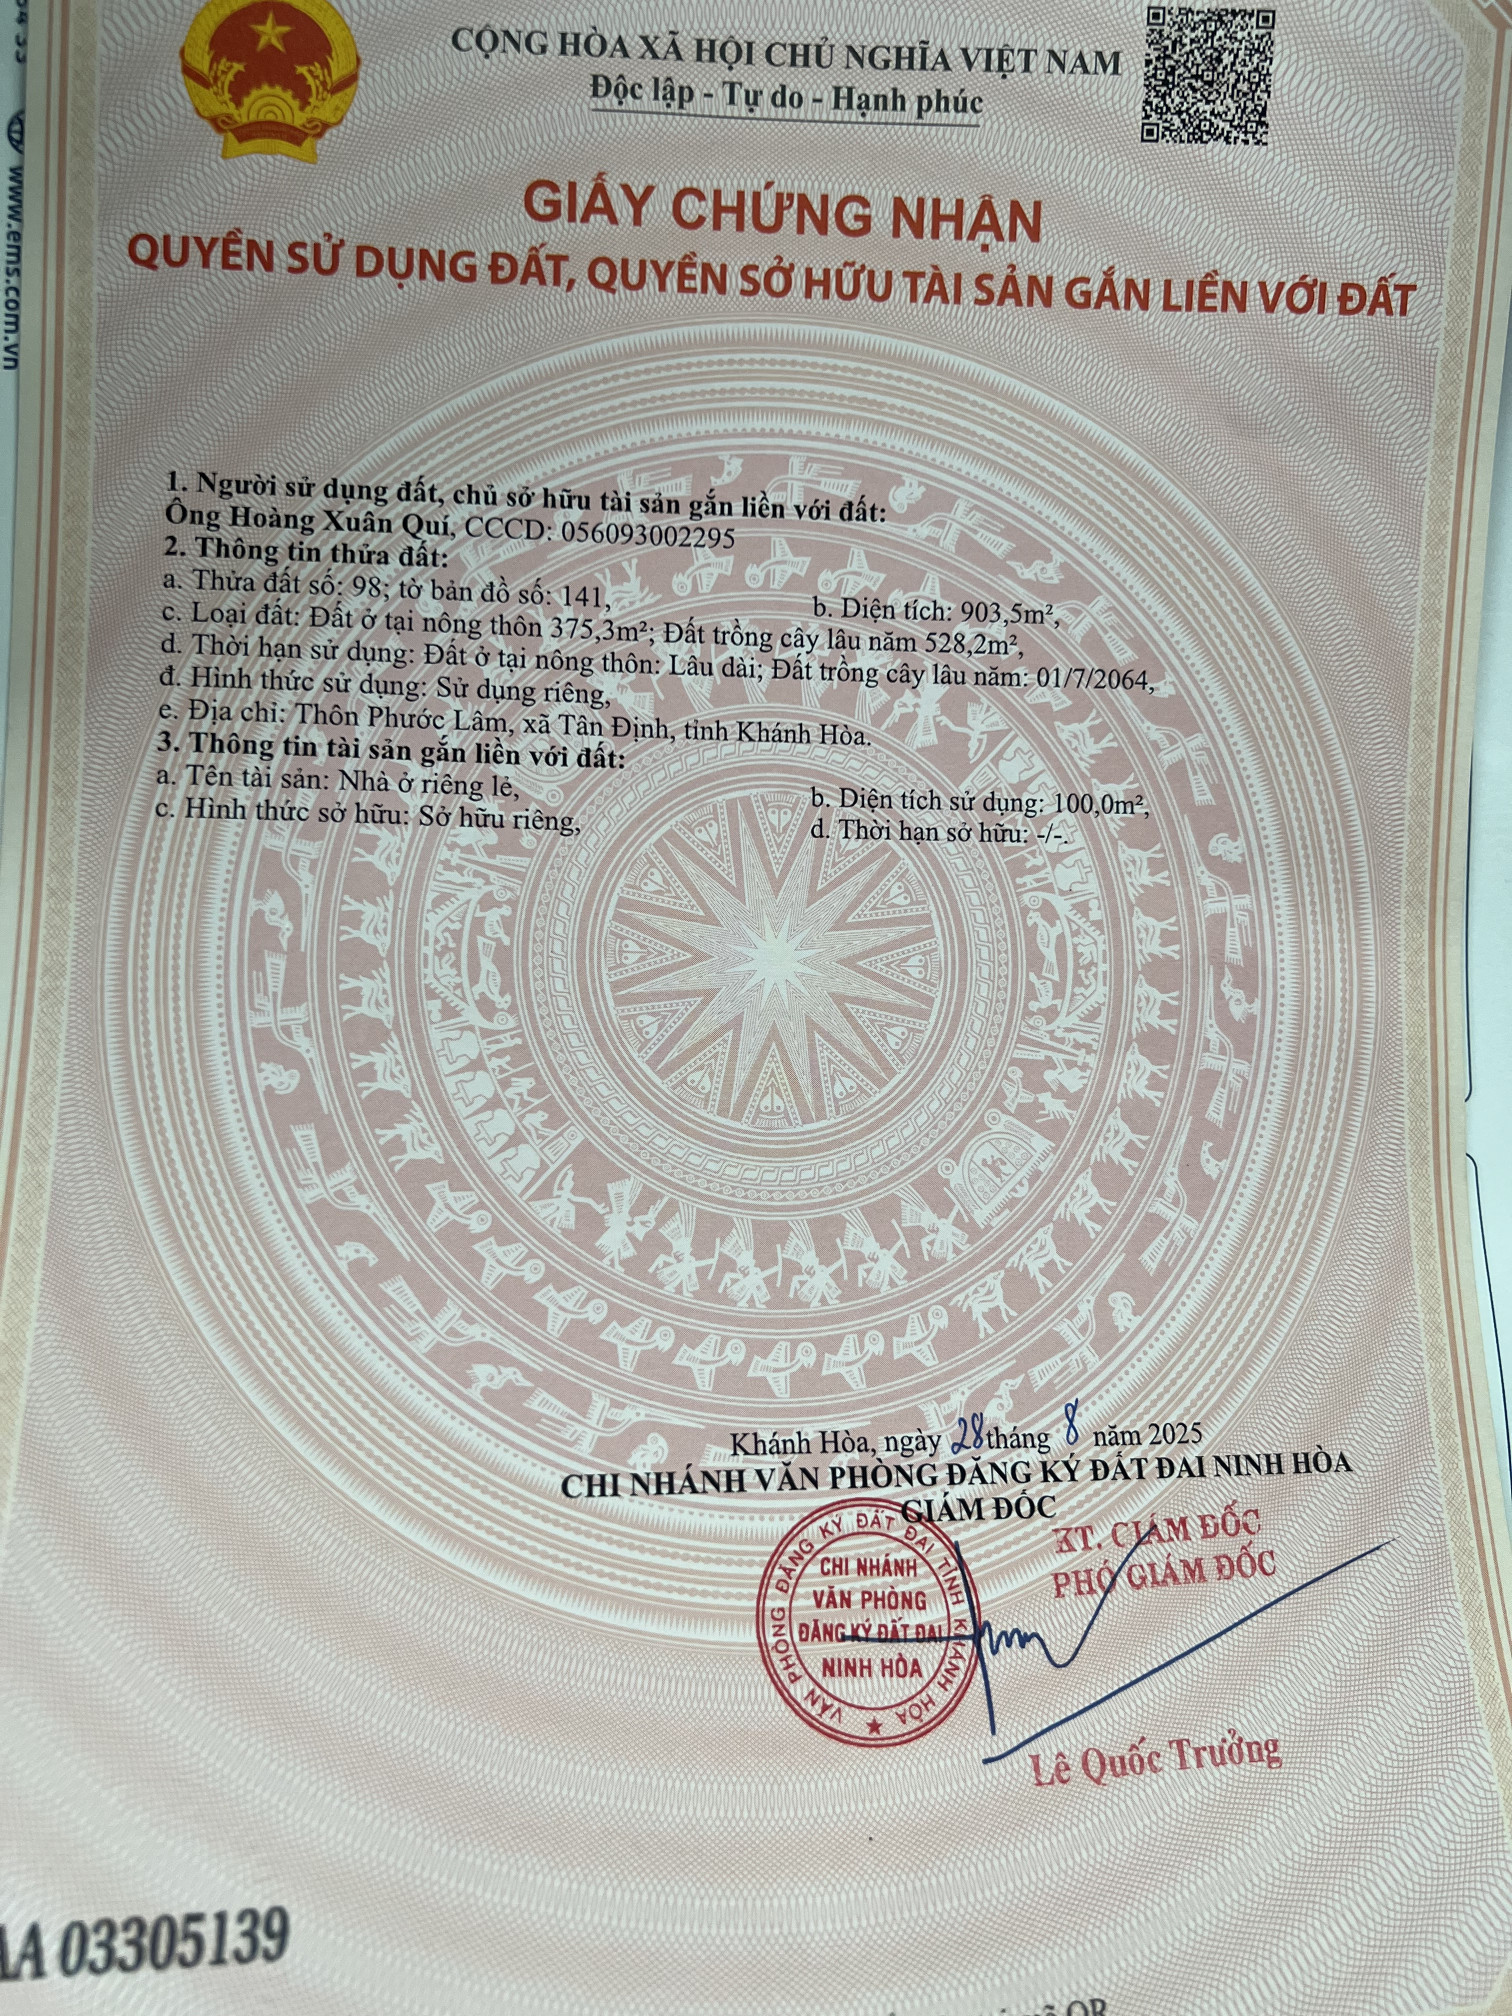 CỘNG HÒA XÃ HỘI CHỦ NGHĨA VIỆT NAM
Độc lập - Tự do - Hạnh phúc
www.ems.com.vn
GIẤY CHỨNG NHẬN
QUYỀN SỬ DỤNG ĐẤT, QUYỀN SỞ HỮU TÀI SẢN GẮN LIỀN VỚI ĐẤT
1. Người sử dụng đất, chủ sở hữu tài sản gắn liền với đất:
Ông Hoàng Xuân Quí, CCCD: 056093002295
2. Thông tin thửa đất:
a. Thửa đất số: 98; tờ bản đồ số: 141, b. Diện tích: 903,5m²,
c. Loại đất: Đất ở tại nông thôn 375,3m²; Đất trồng cây lâu năm 528,2m²,
d. Thời hạn sử dụng: Đất ở tại nông thôn: Lâu dài; Đất trồng cây lâu năm: 01/7/2064,
đ. Hình thức sử dụng: Sử dụng riêng,
e. Địa chỉ: Thôn Phước Lâm, xã Tân Định, tỉnh Khánh Hòa.
3. Thông tin tài sản gắn liền với đất:
a. Tên tài sản: Nhà ở riêng lẻ, b. Diện tích sử dụng: 100,0m²,
c. Hình thức sở hữu: Sở hữu riêng, d. Thời hạn sở hữu: -/-.
Khánh Hòa, ngày 28 tháng 8 năm 2025
CHI NHÁNH VĂN PHÒNG ĐĂNG KÝ ĐẤT ĐAI NINH HÒA
GIÁM ĐỐC
KT. GIÁM ĐỐC
PHÓ GIÁM ĐỐC
VĂN PHÒNG ĐĂNG KÝ ĐẤT ĐAI TỈNH KHÁNH HÒA
CHI NHÁNH
VĂN PHÒNG
ĐĂNG KÝ ĐẤT ĐAI
NINH HÒA
Lê Quốc Trưởng
AA 03305139
QR